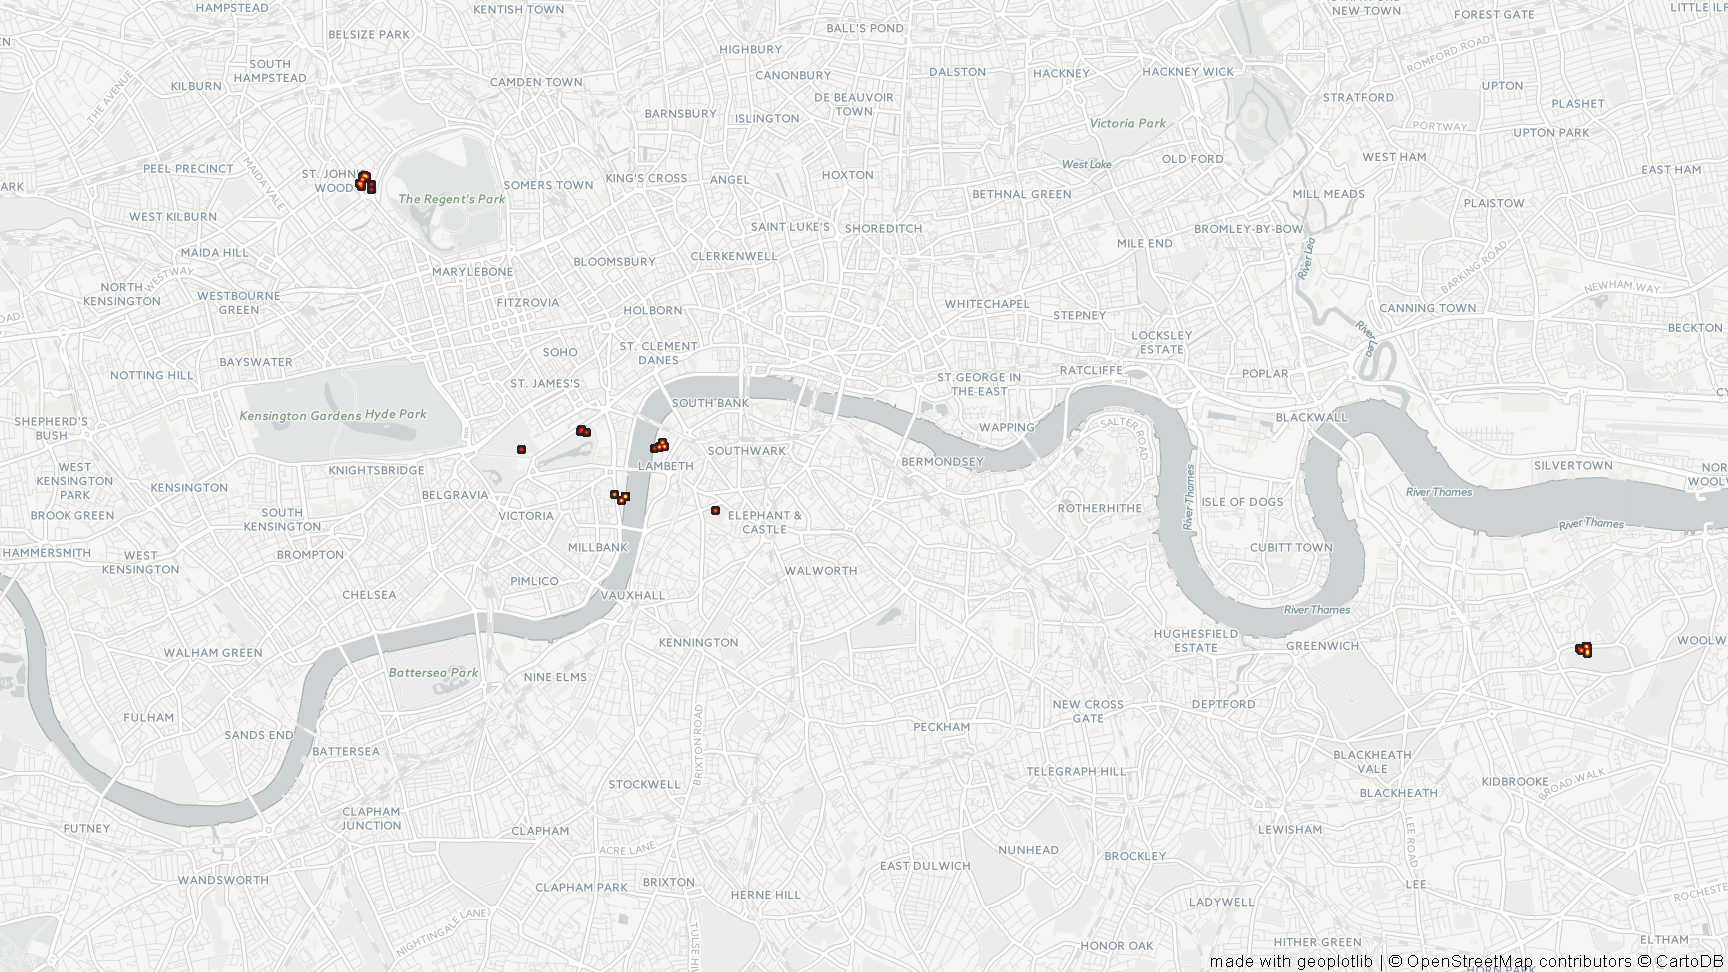 HAMPSTEAD
KENTISH TOWN
NEW TOWN
FOREST GATE
LITTLE ILF
BELSIZE PARK
BALL'S POND
HIGHBURY
SOUTH
HAMPSTEAD
KILBURN
THE AVENUE
CAMDEN TOWN
CANONBURY
DALSTON
HACKNEY
HACKNEY WICK
ROMFORD ROAD
UPTON
STRATFORD
PLASHET
DE BEAUVOIR
TOWN
BARNSBURY
ISLINGTON
Victoria Park
PORTWAY
UPTON PARK
PEEL PRECINCT
ST. JOHN
WOOD
MAIDA VALE
The Regent's Park
SOMERS TOWN
KING'S CROSS
ANGEL
HOXTON
West Lake
OLD FORD
WEST HAM
EAST HAM
ARK
BETHNAL GREEN
MILL MEADS
PLAISTOW
WEST KILBURN
SAINT LUKE'S
SHOREDITCH
BROMLEY-BY-BOW
MILE END
MAIDA HILL
WESTWAY
MARYLEBONE
BLOOMSBURY
CLERKENWELL
River Lea
BARKING ROAD
NORTH
KENSINGTON
WESTBOURNE
GREEN
FITZROVIA
HOLBORN
WHITECHAPEL
STEPNEY
CANNING TOWN
NEWHAM WAY
BECKTON
OAD
River Lea
LOCKSLEY
ESTATE
SOHO
ST. CLEMENT
DANES
BAYSWATER
NOTTING HILL
ST. JAMES'S
ST.GEORGE IN
THE EAST
RATCLIFFE
POPLAR
SHEPHERD'S
BUSH
Kensington Gardens
Hyde Park
SOUTH BANK
WAPPING
SALTER ROAD
BLACKWALL
SOUTHWARK
LAMBETH
BERMONDSEY
KNIGHTSBRIDGE
WEST
KENSINGTON
PARK
KENSINGTON
BELGRAVIA
SILVERTOWN
NOR
WOOLW
BROOK GREEN
SOUTH
KENSINGTON
VICTORIA
ELEPHANT &
CASTLE
ROTHERHITHE
River Thames
ISLE OF DOGS
River Thames
River Thames
HAMMERSMITH
WEST
KENSINGTON
BROMPTON
MILLBANK
CUBITT TOWN
PIMLICO
WALWORTH
CHELSEA
VAUXHALL
River Thames
KENNINGTON
HUGHESFIELD
ESTATE
GREENWICH
WOOLW
WALHAM GREEN
Battersea Park
NINE ELMS
FULHAM
SANDS END
BATTERSEA
BRIXTON ROAD
PECKHAM
NEW CROSS
GATE
DEPTFORD
BLACKHEATH
VALE
STOCKWELL
TELEGRAPH HILL
KIDBROOKE
BROAD WALK
BLACKHEATH
CLAPHAM
JUNCTION
FUTNEY
CLAPHAM
ACRE LANE
LEWISHAM
LEE ROAD
NUNHEAD
BROCKLEY
EAST DULWICH
WANDSWORTH
CLAPHAM PARK
BRIXTON
HERNE HILL
LEE
ROCHESTE
LADYWELL
NIGHTINGALE LANE
TULSE HI
HONOR OAK
HITHER GREEN
ELTHAM
made with geoplotlib | © OpenStreetMap contributors © CartoDB